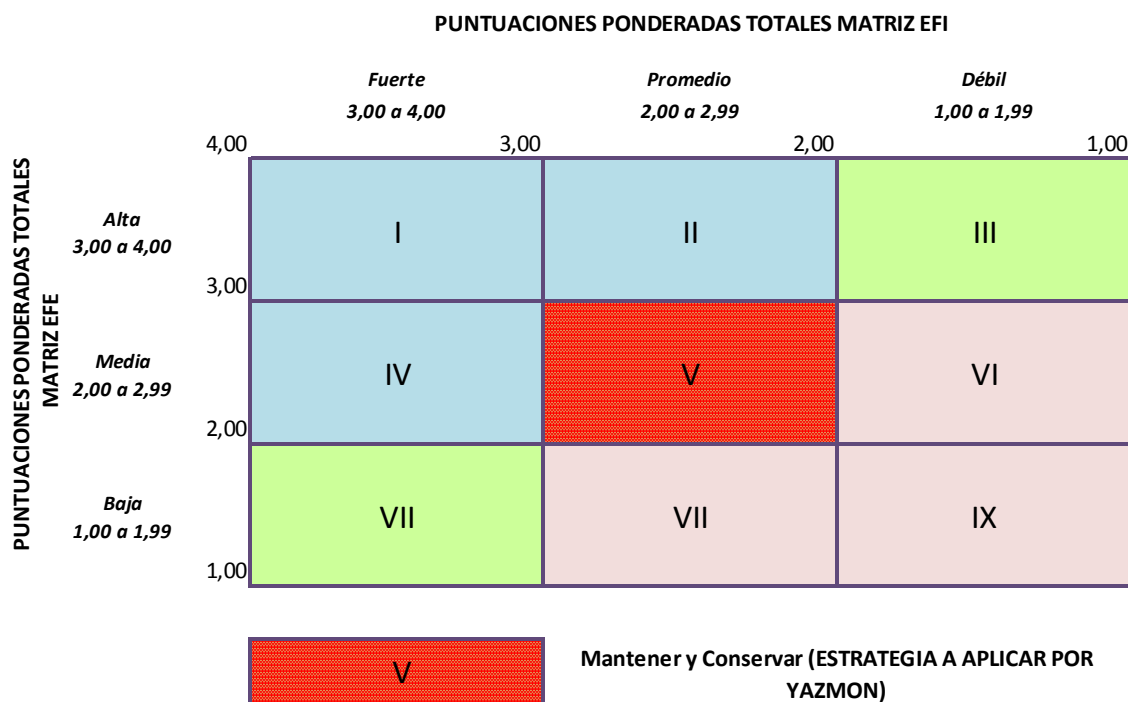 PUNTUACIONES PONDERADAS TOTALES MATRIZ EFI
Fuerte
3,00 a 4,00
Promedio
2,00 a 2,99
Débil
1,00 a 1,99
4,00
3,00
2,00
1,00
PUNTUACIONES PONDERADAS TOTALES
MATRIZ EFE
Alta
3,00 a 4,00
I
II
III
3,00
Media
2,00 a 2,99
IV
V
VI
2,00
Baja
1,00 a 1,99
VII
VII
IX
1,00
V
Mantener y Conservar (ESTRATEGIA A APLICAR POR
YAZMON)